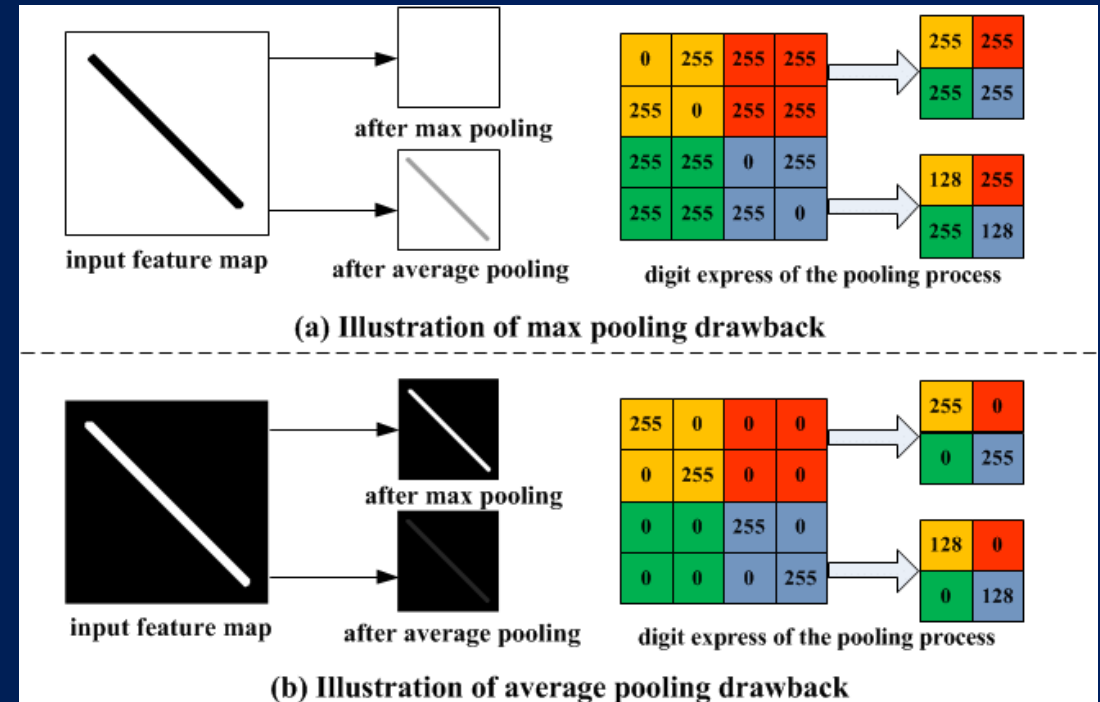 after max pooling
input feature map
after average pooling
0 255 255 255
255 0 255 255
255 255 0 255
255 255 255 0
255 255
255 255
128 255
255 128
digit express of the pooling process
(a) Illustration of max pooling drawback
after max pooling
input feature map
after average pooling
255 0 0 0
0 255 0 0
0 0 255 0
0 0 0 255
255 0
0 255
128 0
0 128
digit express of the pooling process
(b) Illustration of average pooling drawback